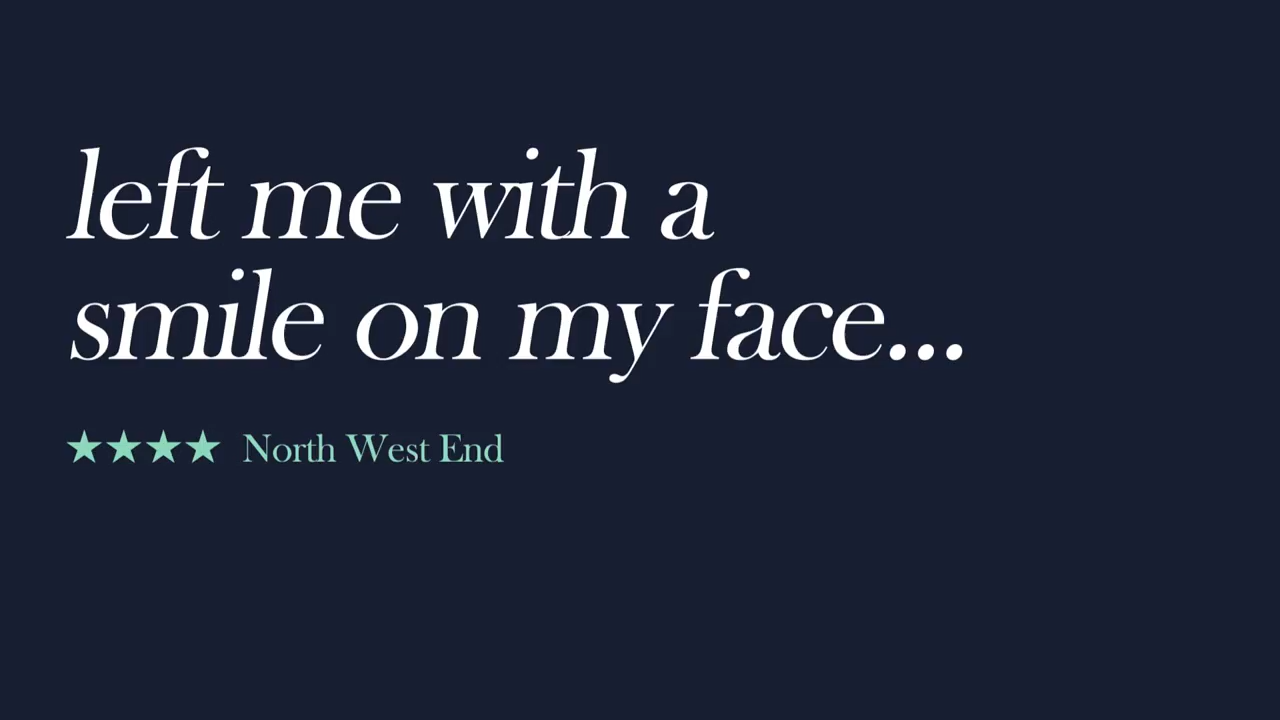 left me with a
smile on my face...
★★★★ North West End